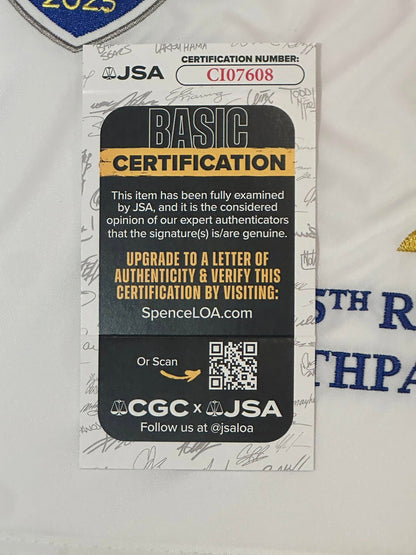 2025
JSA CERTIFICATION NUMBER:
CI07608
BASIC
CERTIFICATION
This item has been fully examined
by JSA, and it is the considered
opinion of our expert authenticators
that the signature(s) is/are genuine.
UPGRADE TO A LETTER OF
AUTHENTICITY & VERIFY THIS
CERTIFICATION BY VISITING:
SpenceLOA.com
Or Scan
CGC x JSA
Follow us at @jsaloa
5TH R
THPA